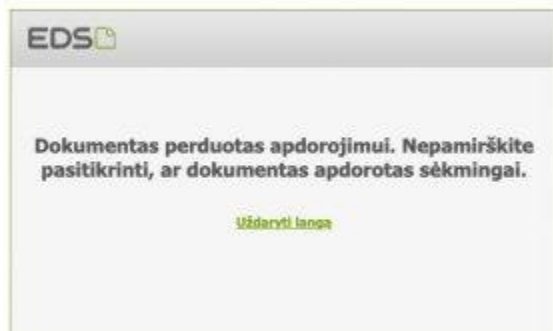 EDS
Dokumentas perduotas apdorojimui. Nepamirškite
pasitikrinti, ar dokumentas apdorotas sėkmingai.
Uždaryti langą